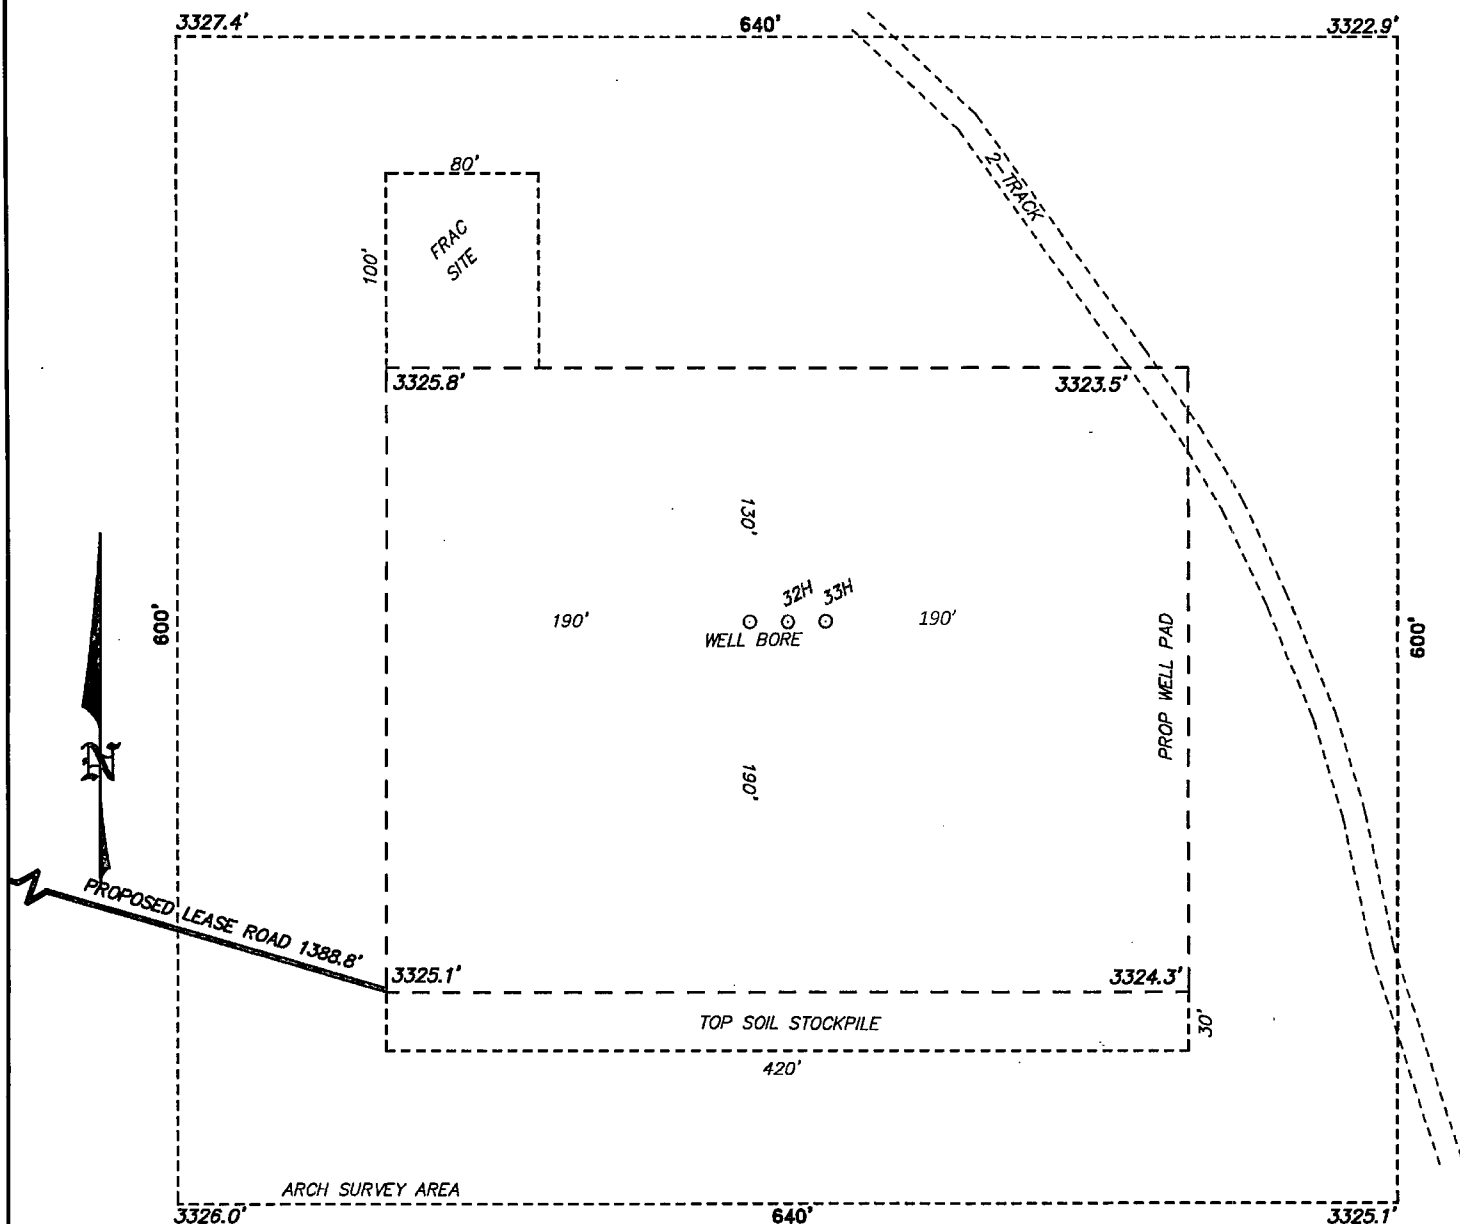 3327.4'
640'
3322.9'
2-TRACK
80'
100'
FRAC
SITE
3325.8'
3323.5'
130'
32H
33H
190'
190'
WELL BORE
600'
600'
PROP WELL PAD
190'
N
PROPOSED LEASE ROAD 1388.8'
3325.1'
3324.3'
TOP SOIL STOCKPILE
30'
420'
ARCH SURVEY AREA
3326.0'
640'
3325.1'